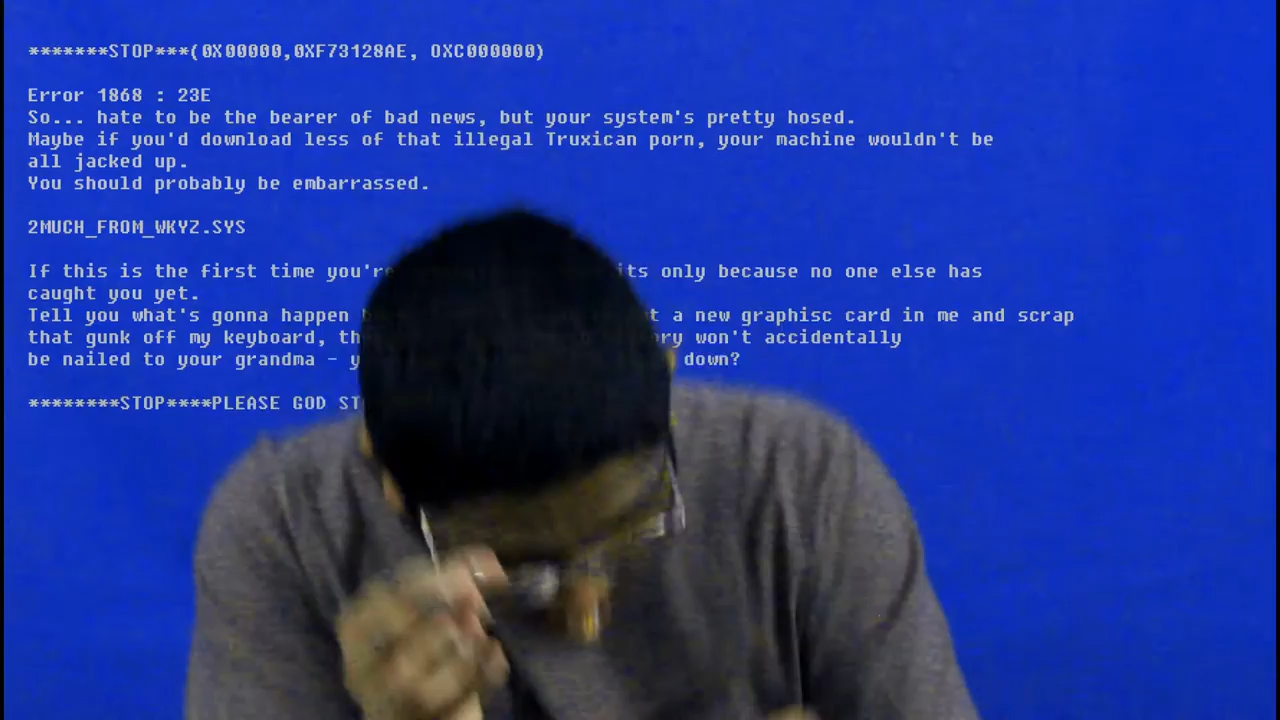 *******STOP***(0X00000,0XF73128AE, 0XC000000)
Error 1868 : 23E
So... hate to be the bearer of bad news, but your system's pretty hosed.
Maybe if you'd download less of that illegal Truxican porn, your machine wouldn't be
all jacked up.
You should probably be embarrassed.
2MUCH_FROM_WKYZ.SYS
If this is the first time you're its only because no one else has
caught you yet.
Tell you what's gonna happen a new graphisc card in me and scrap
that gunk off my keyboard, won't accidentally
be nailed to your grandma - down?
********STOP****PLEASE GOD